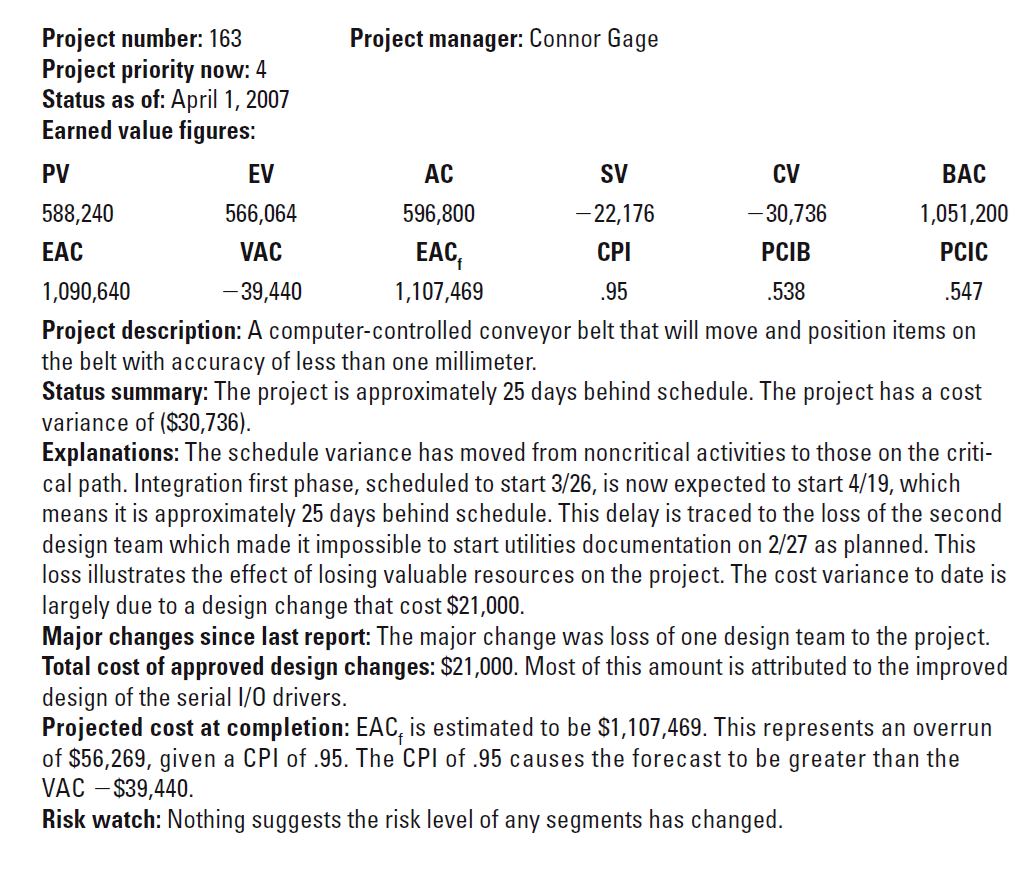 Project number: 163 Project manager: Connor Gage
Project priority now: 4
Status as of: April 1, 2007
Earned value figures:
PV EV AC SV CV BAC
588,240 566,064 596,800 –22,176 –30,736 1,051,200
EAC VAC EACf CPI PCIB PCIC
1,090,640 –39,440 1,107,469 .95 .538 .547
Project description: A computer-controlled conveyor belt that will move and position items on
the belt with accuracy of less than one millimeter.
Status summary: The project is approximately 25 days behind schedule. The project has a cost
variance of ($30,736).
Explanations: The schedule variance has moved from noncritical activities to those on the criti-
cal path. Integration first phase, scheduled to start 3/26, is now expected to start 4/19, which
means it is approximately 25 days behind schedule. This delay is traced to the loss of the second
design team which made it impossible to start utilities documentation on 2/27 as planned. This
loss illustrates the effect of losing valuable resources on the project. The cost variance to date is
largely due to a design change that cost $21,000.
Major changes since last report: The major change was loss of one design team to the project.
Total cost of approved design changes: $21,000. Most of this amount is attributed to the improved
design of the serial I/O drivers.
Projected cost at completion: EACf is estimated to be $1,107,469. This represents an overrun
of $56,269, given a CPI of .95. The CPI of .95 causes the forecast to be greater than the
VAC –$39,440.
Risk watch: Nothing suggests the risk level of any segments has changed.